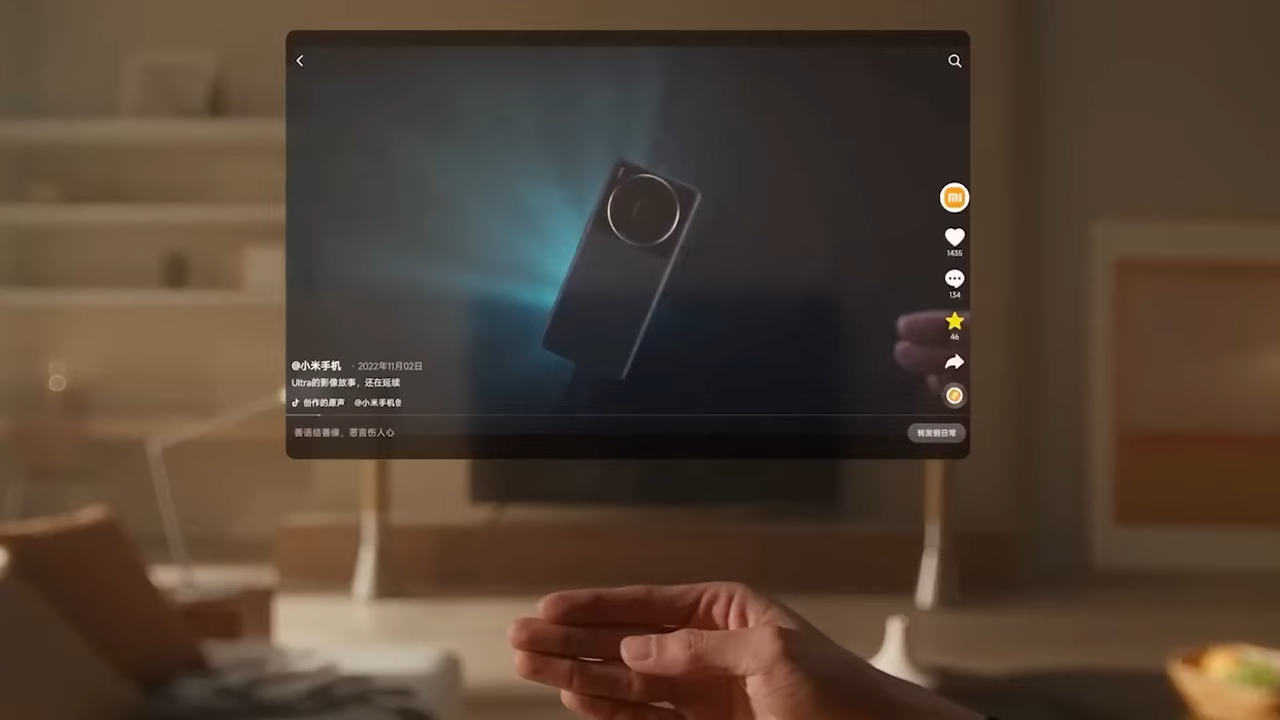 mi
1435
134
46
@小米手机 · 2022年11月02日
Ultra的影像故事，还在延续
创作的原声 @小米手机创
善语结善缘，恶言伤人心
转发到日常